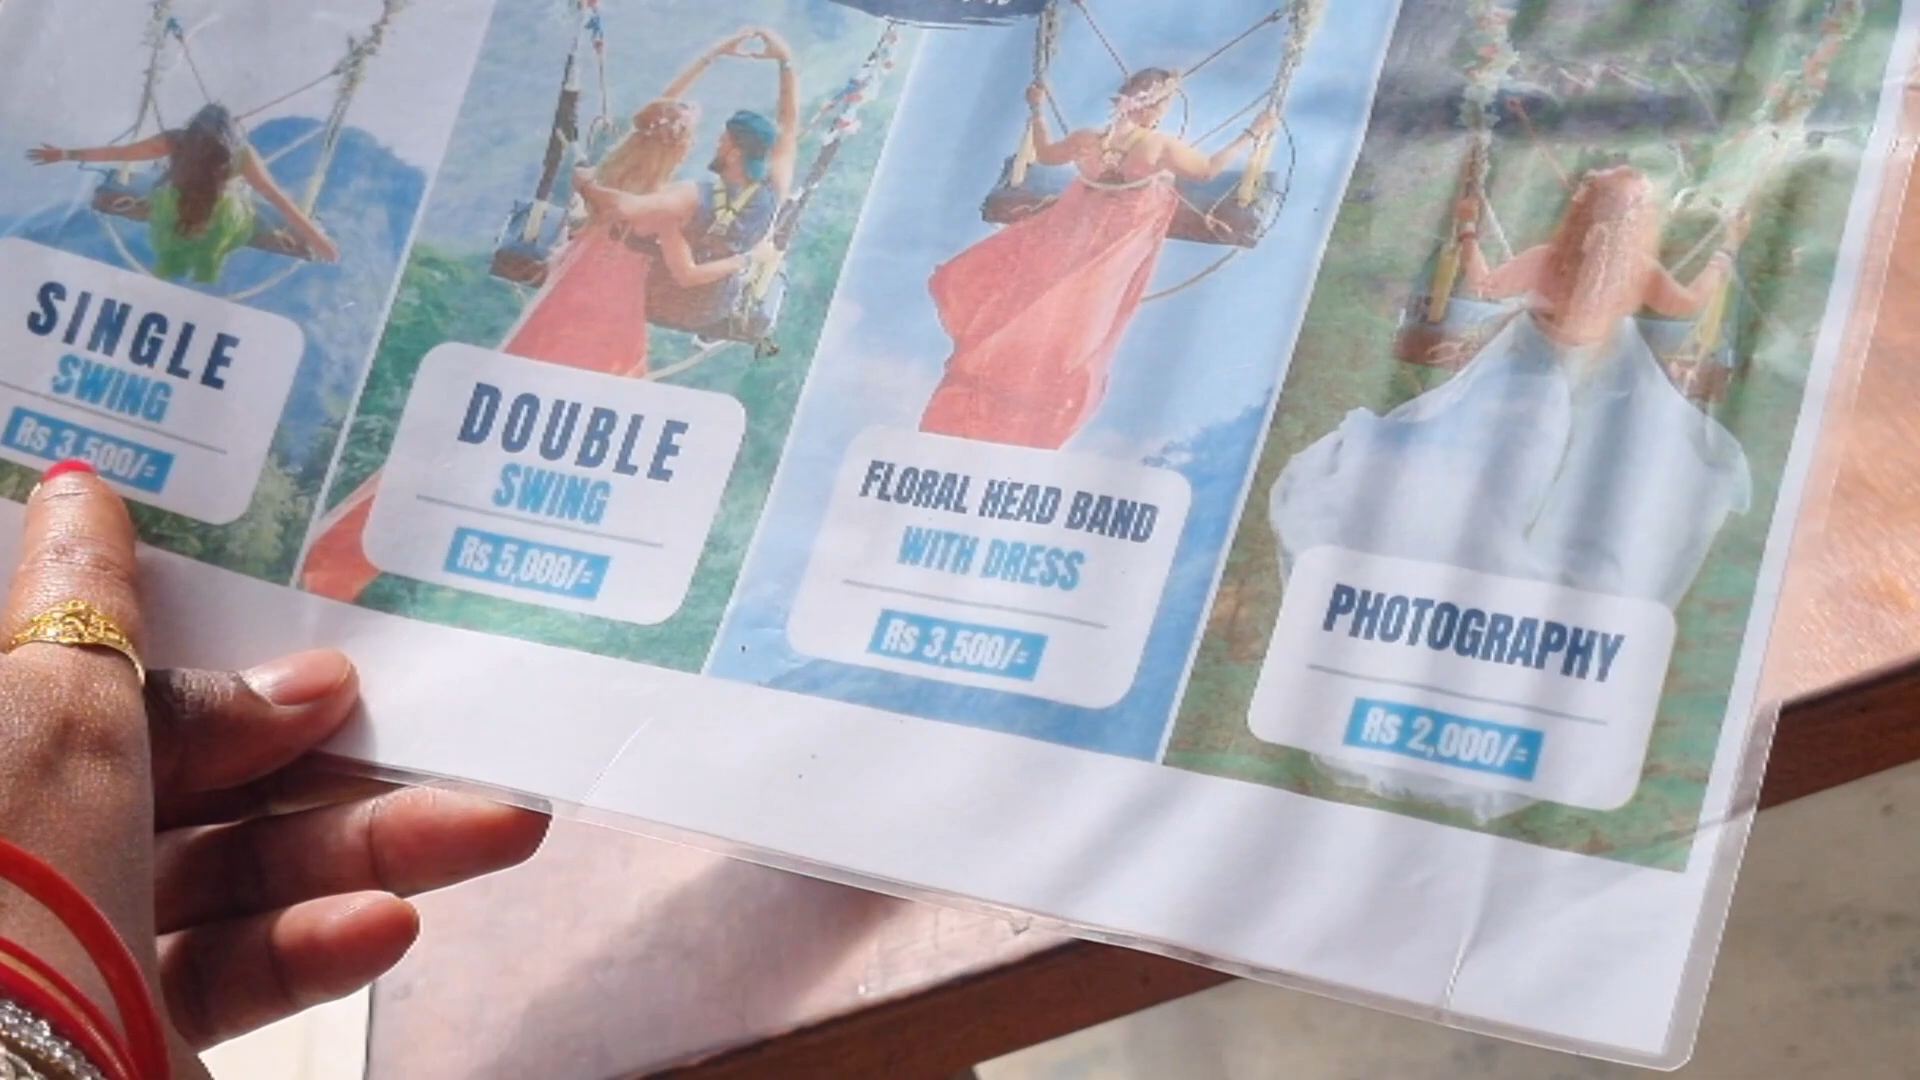 SINGLE
SWING
Rs 3,500/=
DOUBLE
SWING
Rs 5,000/=
FLORAL HEAD BAND
WITH DRESS
Rs 3,500/=
PHOTOGRAPHY
Rs 2,000/=